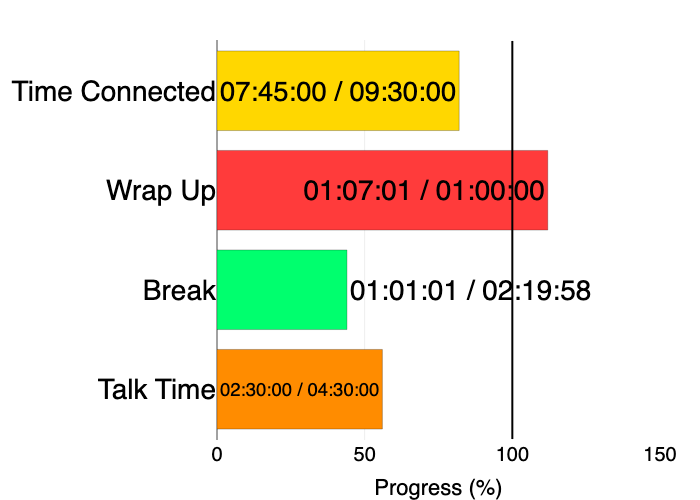 Time Connected 07:45:00 / 09:30:00
Wrap Up 01:07:01 / 01:00:00
Break 01:01:01 / 02:19:58
Talk Time 02:30:00 / 04:30:00
0 50 100 150
Progress (%)